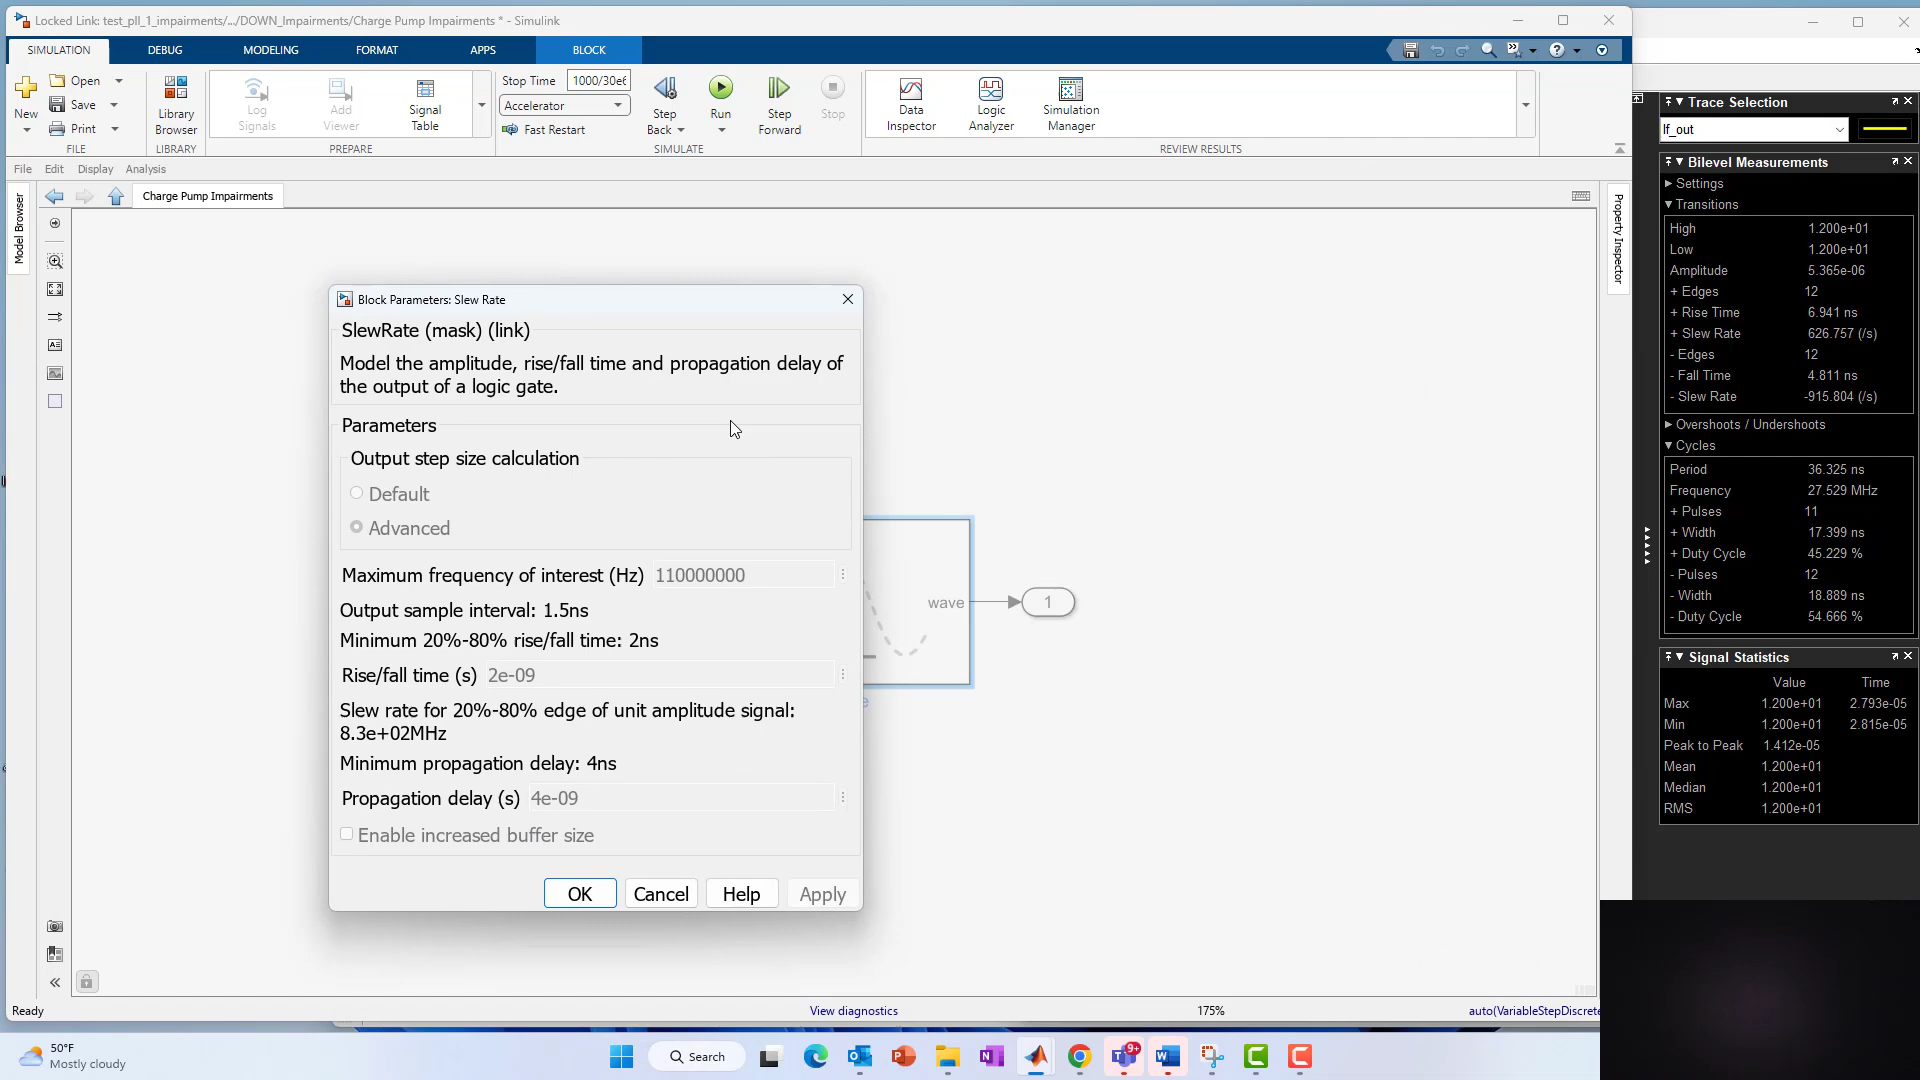 Locked Link: test_pll_1_impairments/.../DOWN_Impairments/Charge Pump Impairments * - Simulink
SIMULATION DEBUG MODELING FORMAT APPS BLOCK
New
Open
Save
Print
FILE
Library Browser
LIBRARY
Log Signals
Add Viewer
Signal Table
PREPARE
Stop Time 1000/30e6
Accelerator
Fast Restart
Step Back
Run
Step Forward
Stop
SIMULATE
Data Inspector
Logic Analyzer
Simulation Manager
REVIEW RESULTS
File Edit Display Analysis
Model Browser
Charge Pump Impairments
Property Inspector
Block Parameters: Slew Rate
SlewRate (mask) (link)
Model the amplitude, rise/fall time and propagation delay of
the output of a logic gate.
Parameters
Output step size calculation
Default
Advanced
Maximum frequency of interest (Hz) 110000000
Output sample interval: 1.5ns
Minimum 20%-80% rise/fall time: 2ns
Rise/fall time (s) 2e-09
Slew rate for 20%-80% edge of unit amplitude signal:
8.3e+02MHz
Minimum propagation delay: 4ns
Propagation delay (s) 4e-09
Enable increased buffer size
OK Cancel Help Apply
wave
1
Trace Selection
lf_out
Bilevel Measurements
Settings
Transitions
High 1.200e+01
Low 1.200e+01
Amplitude 5.365e-06
+ Edges 12
+ Rise Time 6.941 ns
+ Slew Rate 626.757 (/s)
- Edges 12
- Fall Time 4.811 ns
- Slew Rate -915.804 (/s)
Overshoots / Undershoots
Cycles
Period 36.325 ns
Frequency 27.529 MHz
+ Pulses 11
+ Width 17.399 ns
+ Duty Cycle 45.229 %
- Pulses 12
- Width 18.889 ns
- Duty Cycle 54.666 %
Signal Statistics
Value Time
Max 1.200e+01 2.793e-05
Min 1.200e+01 2.815e-05
Peak to Peak 1.412e-05
Mean 1.200e+01
Median 1.200e+01
RMS 1.200e+01
Ready
View diagnostics
175%
auto(VariableStepDiscrete
50°F
Mostly cloudy
Search
9+